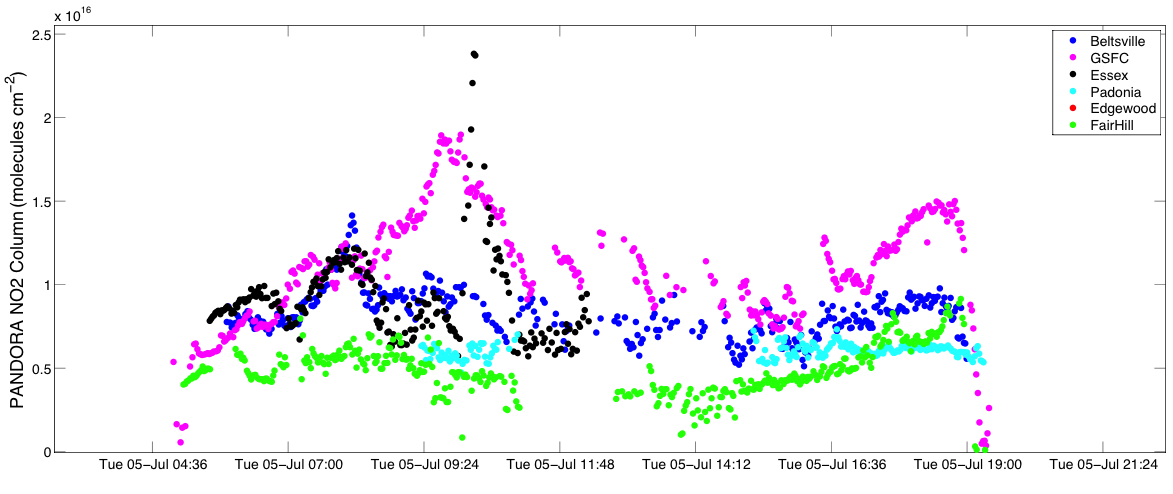 x 10^16
2.5
2
1.5
1
0.5
0
PANDORA NO2 Column (molecules cm^−2)
Beltsville
GSFC
Essex
Padonia
Edgewood
FairHill
Tue 05−Jul 04:36 Tue 05−Jul 07:00 Tue 05−Jul 09:24 Tue 05−Jul 11:48 Tue 05−Jul 14:12 Tue 05−Jul 16:36 Tue 05−Jul 19:00 Tue 05−Jul 21:24